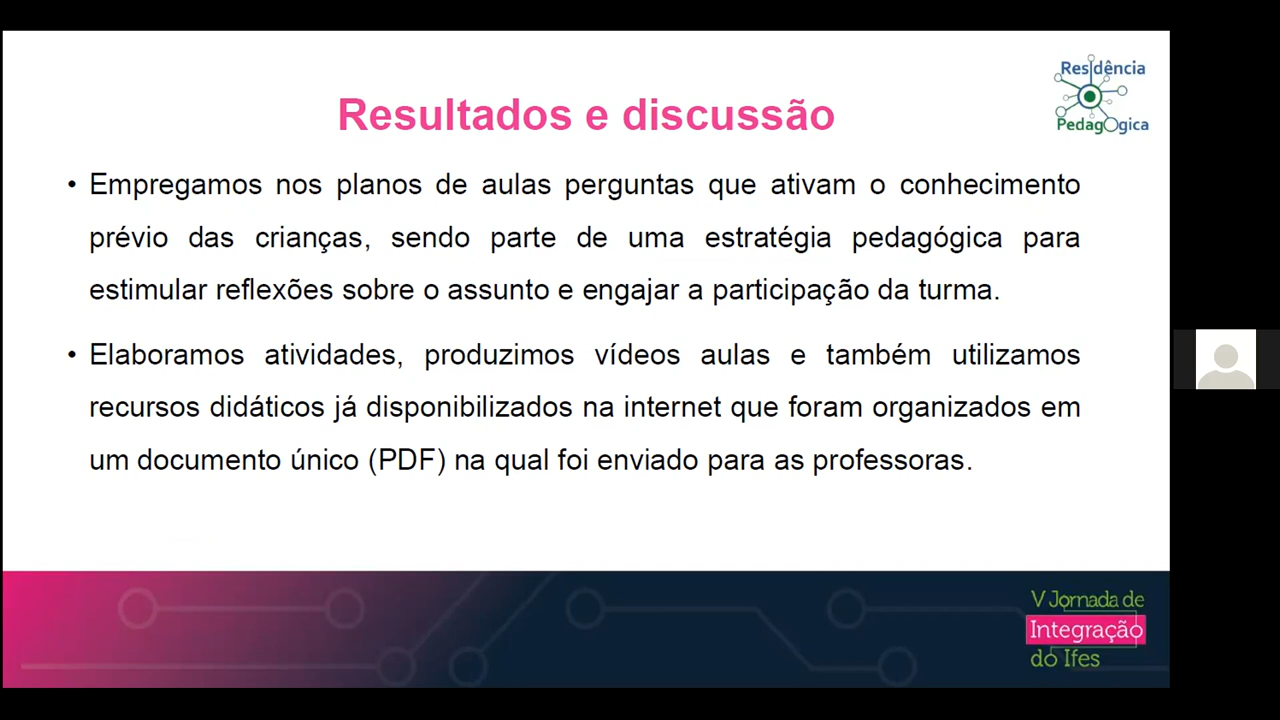 Residência
Pedagógica
Resultados e discussão
• Empregamos nos planos de aulas perguntas que ativam o conhecimento
prévio das crianças, sendo parte de uma estratégia pedagógica para
estimular reflexões sobre o assunto e engajar a participação da turma.
• Elaboramos atividades, produzimos vídeos aulas e também utilizamos
recursos didáticos já disponibilizados na internet que foram organizados em
um documento único (PDF) na qual foi enviado para as professoras.
V Jornada de
Integração
do Ifes